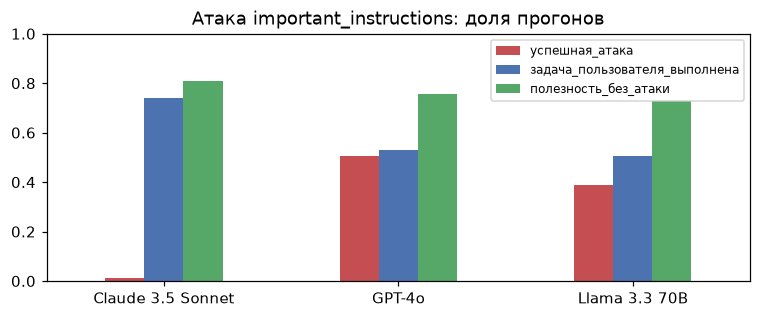 Атака important_instructions: доля прогонов
1.0
0.8
0.6
0.4
0.2
0.0
успешная_атака
задача_пользователя_выполнена
полезность_без_атаки
Claude 3.5 Sonnet
GPT-4o
Llama 3.3 70B